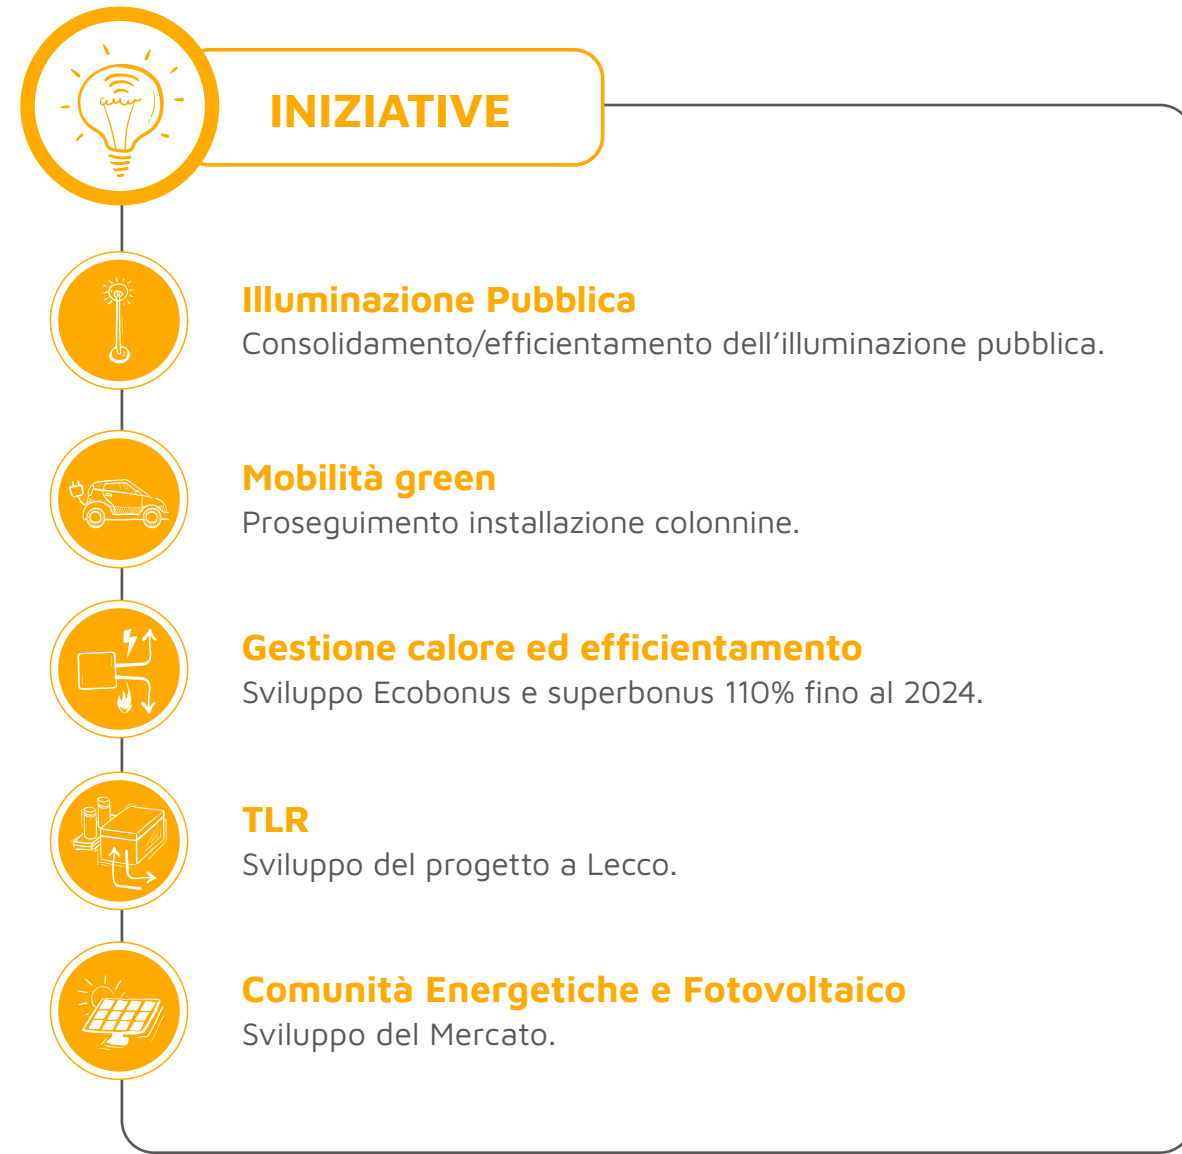 INIZIATIVE
Illuminazione Pubblica
Consolidamento/efficientamento dell’illuminazione pubblica.
Mobilità green
Proseguimento installazione colonnine.
Gestione calore ed efficientamento
Sviluppo Ecobonus e superbonus 110% fino al 2024.
TLR
Sviluppo del progetto a Lecco.
Comunità Energetiche e Fotovoltaico
Sviluppo del Mercato.